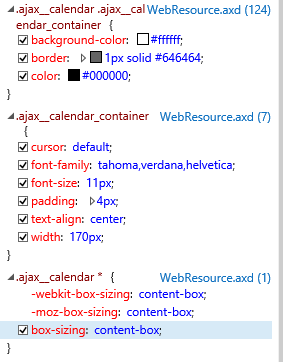 .ajax__calendar .ajax__cal WebResource.axd (124)
endar_container {
background-color: #ffffff;
border: 1px solid #646464;
color: #000000;
}
.ajax__calendar_container WebResource.axd (7)
{
cursor: default;
font-family: tahoma,verdana,helvetica;
font-size: 11px;
padding: 4px;
text-align: center;
width: 170px;
}
.ajax__calendar * { WebResource.axd (1)
-webkit-box-sizing: content-box;
-moz-box-sizing: content-box;
box-sizing: content-box;
}